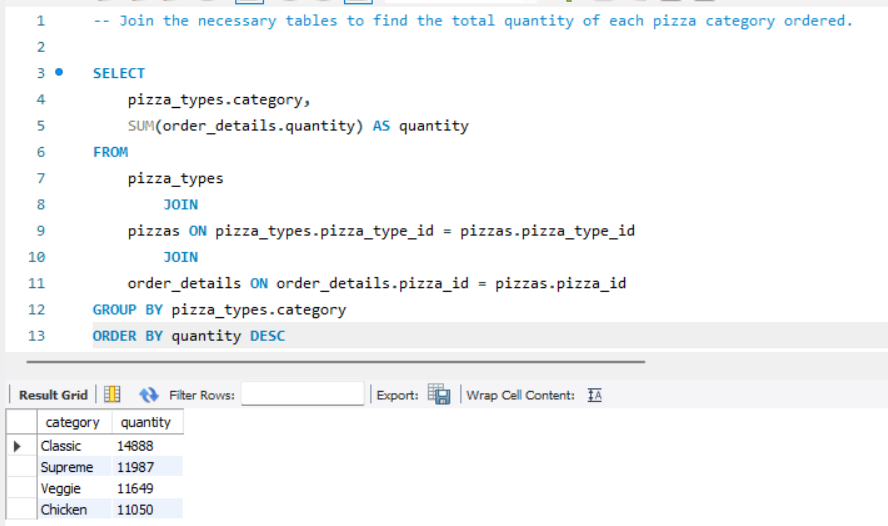 1 -- Join the necessary tables to find the total quantity of each pizza category ordered.
2
3 SELECT
4 pizza_types.category,
5 SUM(order_details.quantity) AS quantity
6 FROM
7 pizza_types
8 JOIN
9 pizzas ON pizza_types.pizza_type_id = pizzas.pizza_type_id
10 JOIN
11 order_details ON order_details.pizza_id = pizzas.pizza_id
12 GROUP BY pizza_types.category
13 ORDER BY quantity DESC
Result Grid Filter Rows: Export: Wrap Cell Content: IA
category quantity
Classic 14888
Supreme 11987
Veggie 11649
Chicken 11050